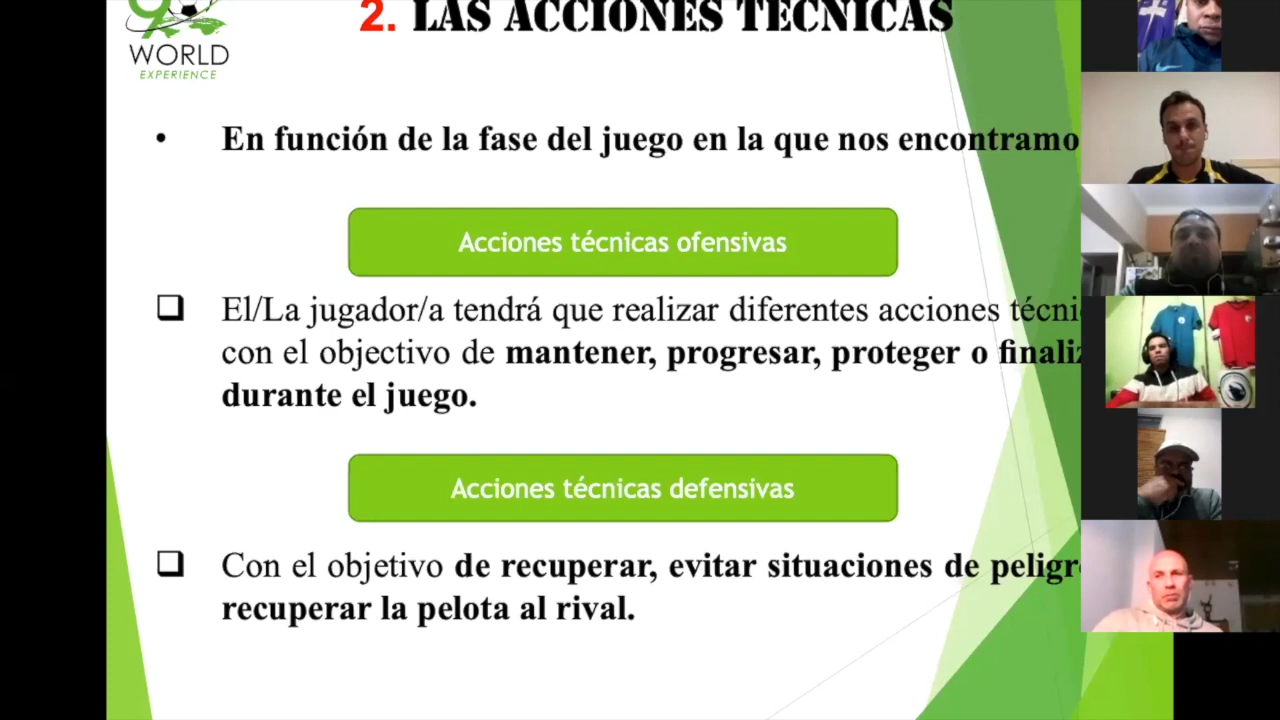 90
WORLD
EXPERIENCE
2. LAS ACCIONES TÉCNICAS
• En función de la fase del juego en la que nos encontramo
Acciones técnicas ofensivas
❑ El/La jugador/a tendrá que realizar diferentes acciones técni
con el objectivo de mantener, progresar, proteger o finaliz
durante el juego.
Acciones técnicas defensivas
❑ Con el objetivo de recuperar, evitar situaciones de peligr
recuperar la pelota al rival.